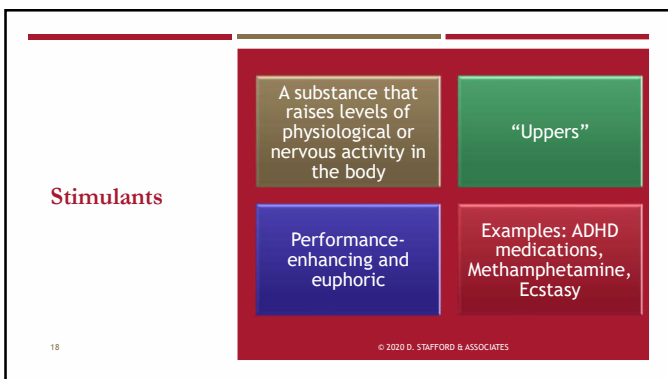 Stimulants
A substance that
raises levels of
physiological or
nervous activity in
the body
“Uppers”
Performance-
enhancing and
euphoric
Examples: ADHD
medications,
Methamphetamine,
Ecstasy
18
© 2020 D. STAFFORD & ASSOCIATES